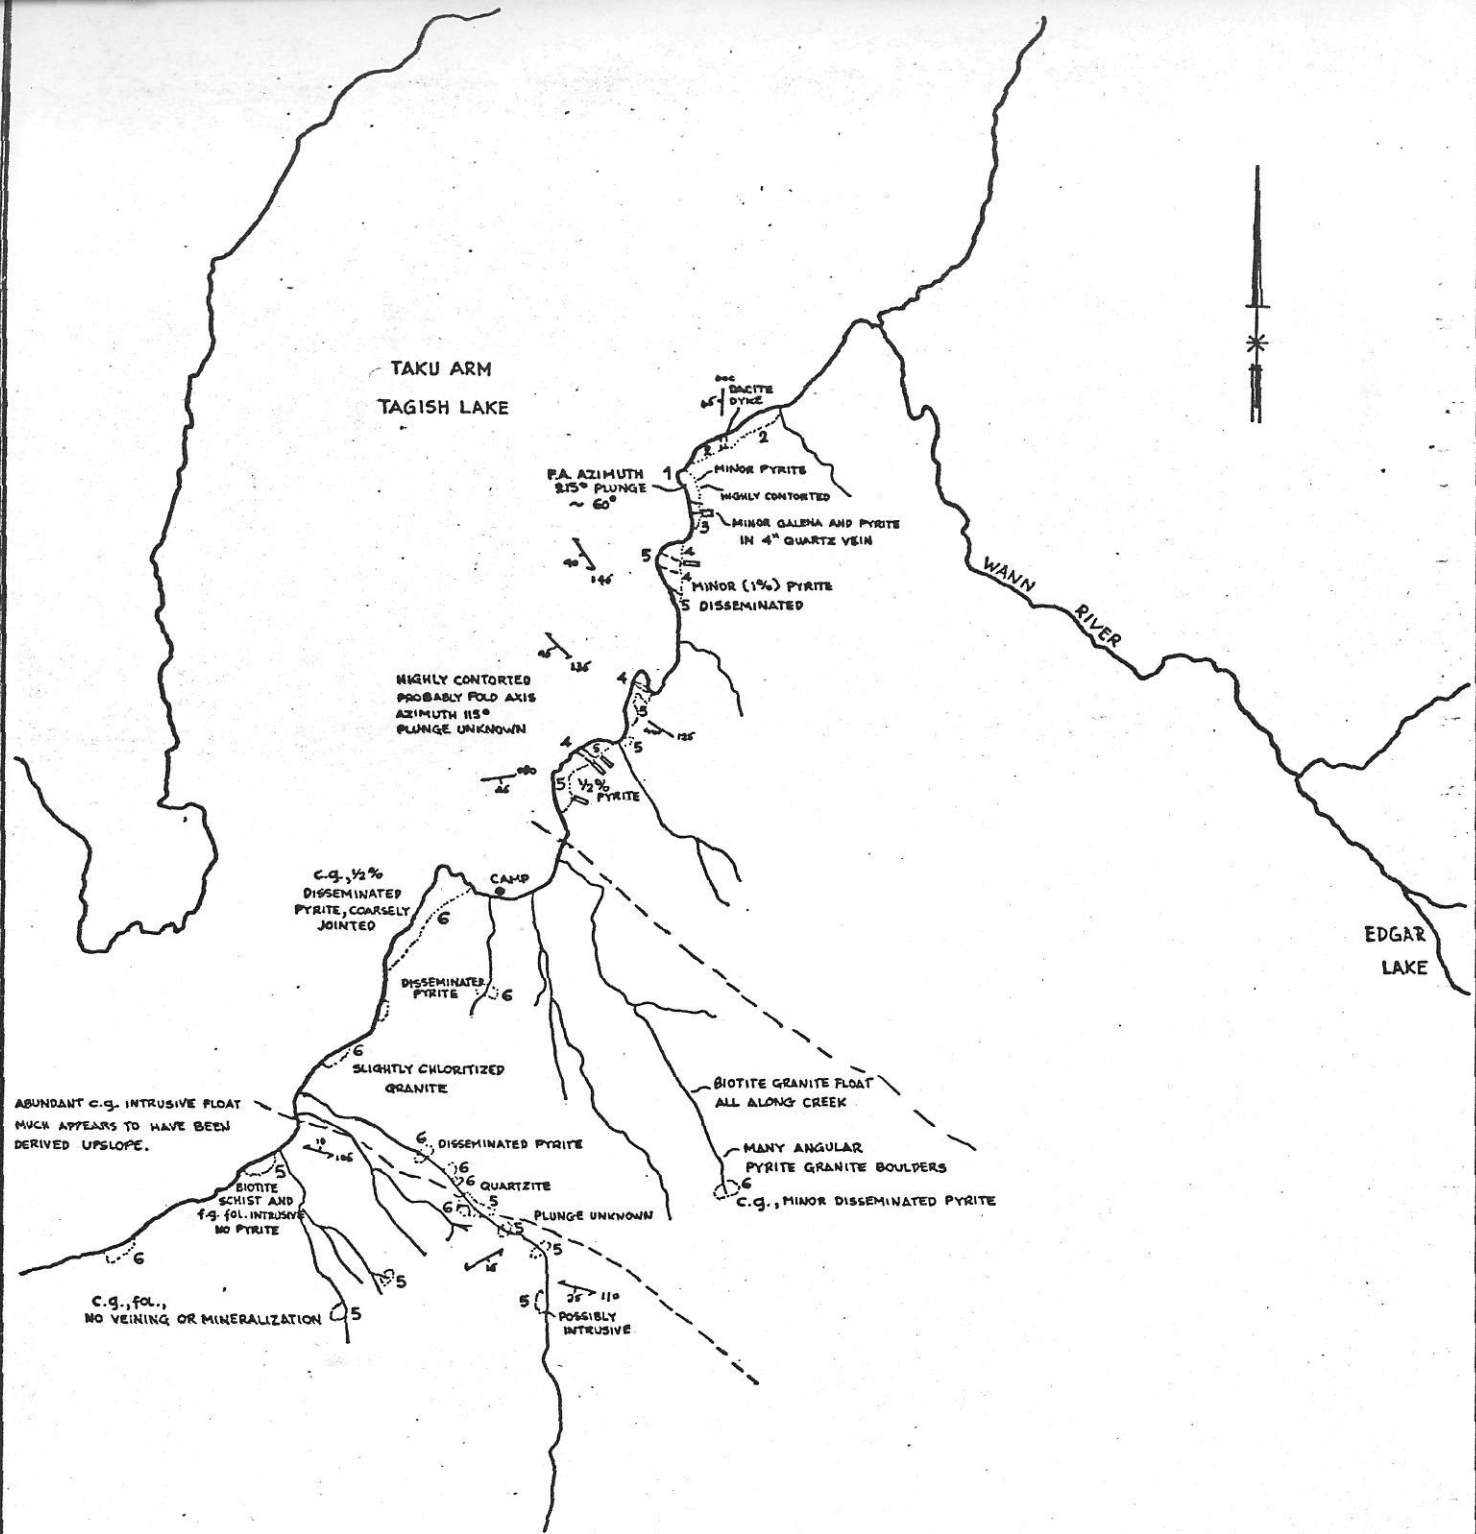 TAKU ARM
TAGISH LAKE
DACITE
DYKE
65
2
2
1
F.A. AZIMUTH
215° PLUNGE
~ 60°
MINOR PYRITE
HIGHLY CONTORTED
3
MINOR GALENA AND PYRITE
IN 4" QUARTZ VEIN
5
4
4
MINOR (1%) PYRITE
5 DISSEMINATED
146
WANN
RIVER
135
HIGHLY CONTORTED
PROBABLY FOLD AXIS
AZIMUTH 115°
PLUNGE UNKNOWN
4
5
125
5
4
5
080
5
1/2%
PYRITE
C.g., 1/2%
DISSEMINATED
PYRITE, COARSELY
JOINTED
CAMP
6
EDGAR
LAKE
DISSEMINATED
PYRITE
6
6
SLIGHTLY CHLORITIZED
GRANITE
BIOTITE GRANITE FLOAT
ALL ALONG CREEK
ABUNDANT C.g. INTRUSIVE FLOAT
MUCH APPEARS TO HAVE BEEN
DERIVED UPSLOPE.
10
106
6
DISSEMINATED PYRITE
MANY ANGULAR
PYRITE GRANITE BOULDERS
6
C.g., MINOR DISSEMINATED PYRITE
5
BIOTITE
SCHIST AND
f.g. fol. INTRUSIVE
NO PYRITE
6
6
QUARTZITE
5
6
PLUNGE UNKNOWN
5
5
6
15
5
C.g., fol.,
NO VEINING OR MINERALIZATION
5
5
25
110
POSSIBLY
INTRUSIVE